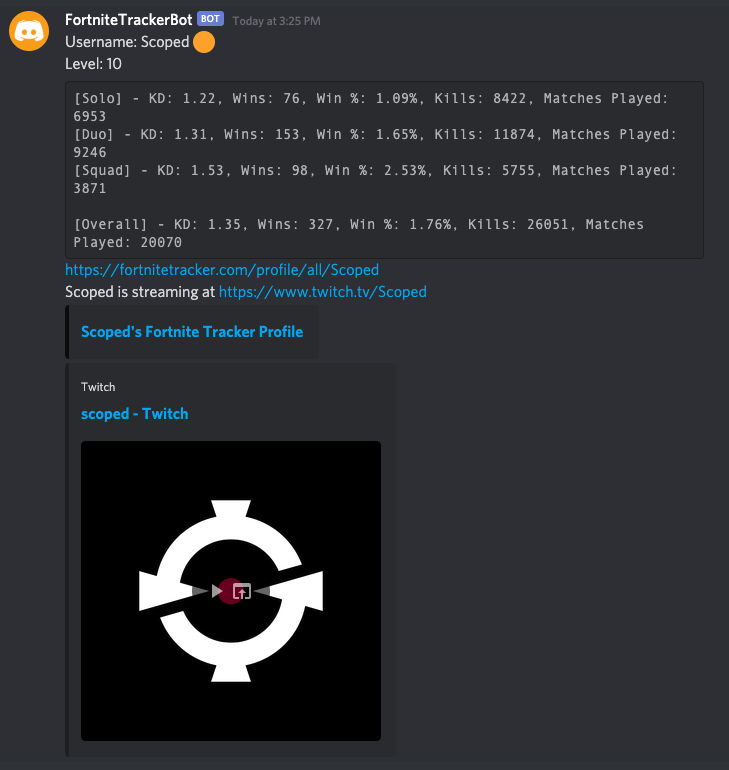 FortniteTrackerBot BOT Today at 3:25 PM
Username: Scoped
Level: 10
[Solo] - KD: 1.22, Wins: 76, Win %: 1.09%, Kills: 8422, Matches Played:
6953
[Duo] - KD: 1.31, Wins: 153, Win %: 1.65%, Kills: 11874, Matches Played:
9246
[Squad] - KD: 1.53, Wins: 98, Win %: 2.53%, Kills: 5755, Matches Played:
3871
[Overall] - KD: 1.35, Wins: 327, Win %: 1.76%, Kills: 26051, Matches
Played: 20070
https://fortnitetracker.com/profile/all/Scoped
Scoped is streaming at https://www.twitch.tv/Scoped
Scoped's Fortnite Tracker Profile
Twitch
scoped - Twitch